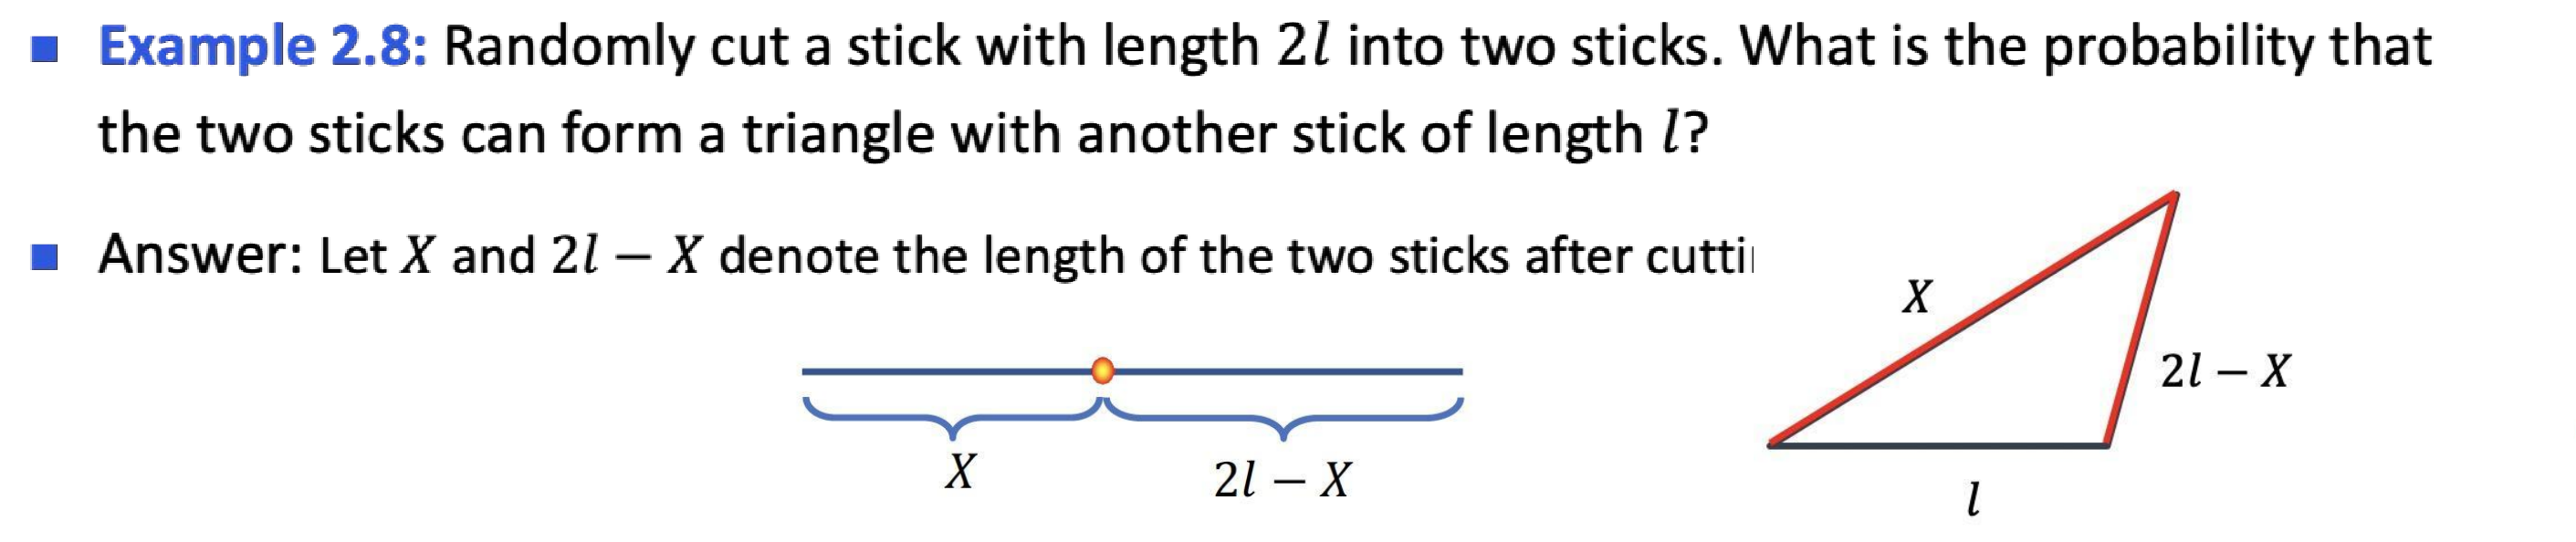 Example 2.8: Randomly cut a stick with length 2l into two sticks. What is the probability that
the two sticks can form a triangle with another stick of length l?
Answer: Let X and 2l − X denote the length of the two sticks after
X
2l − X
X
2l − X
l